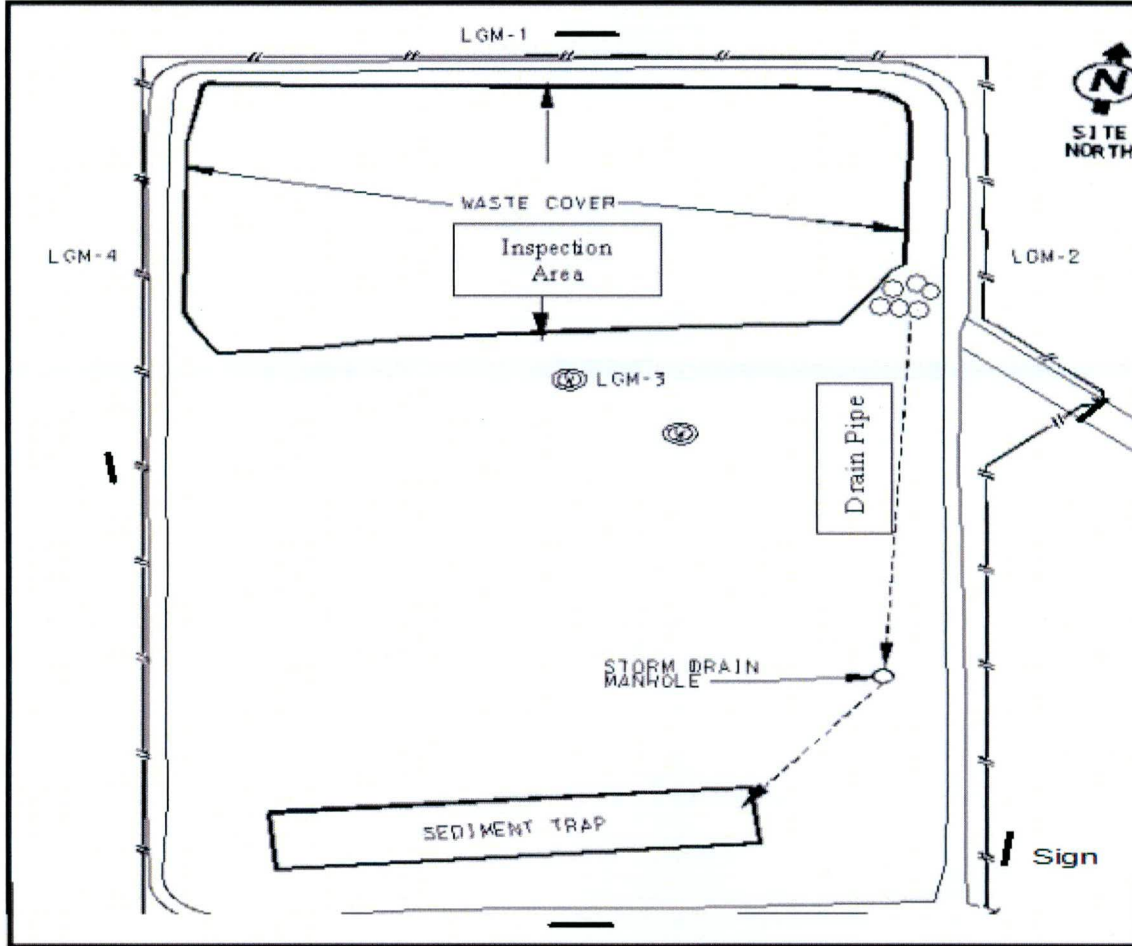 LGM-1
N
SITE
NORTH
WASTE COVER
Inspection
Area
LGM-4
LGM-2
LGM-3
Drain Pipe
STORM DRAIN
MANHOLE
SEDIMENT TRAP
Sign